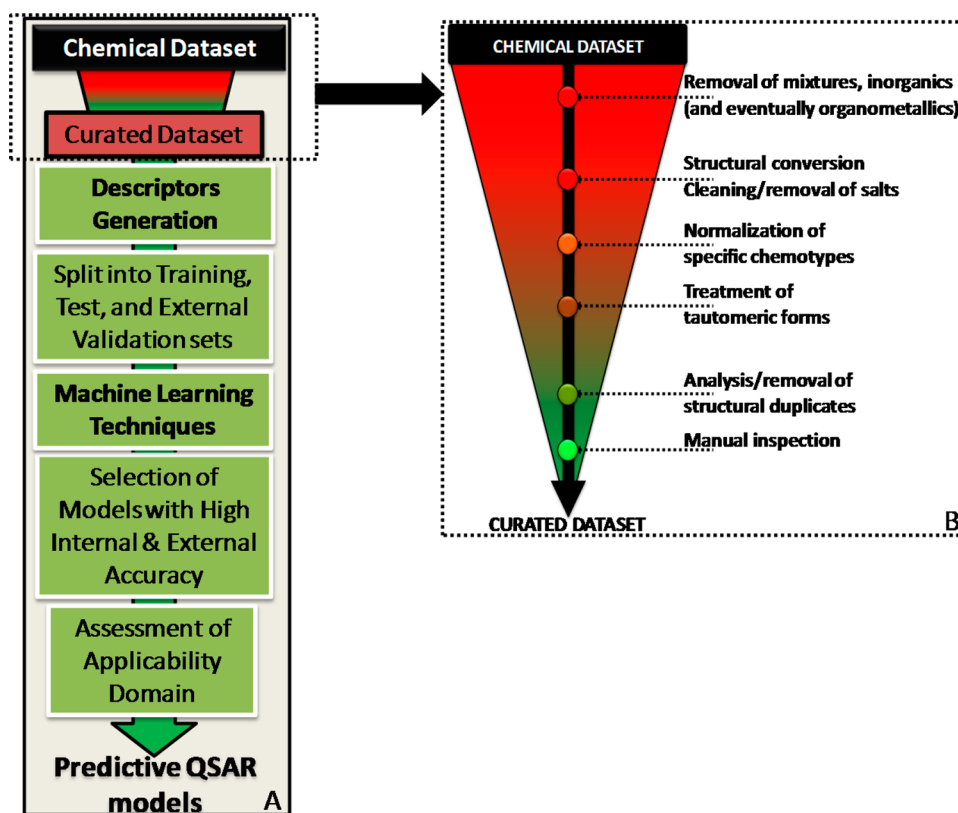 Chemical Dataset
Curated Dataset
Descriptors
Generation
Split into Training,
Test, and External
Validation sets
Machine Learning
Techniques
Selection of
Models with High
Internal & External
Accuracy
Assessment of
Applicability
Domain
Predictive QSAR
models
A
CHEMICAL DATASET
Removal of mixtures, inorganics
(and eventually organometallics)
Structural conversion
Cleaning/removal of salts
Normalization of
specific chemotypes
Treatment of
tautomeric forms
Analysis/removal of
structural duplicates
Manual inspection
CURATED DATASET
B